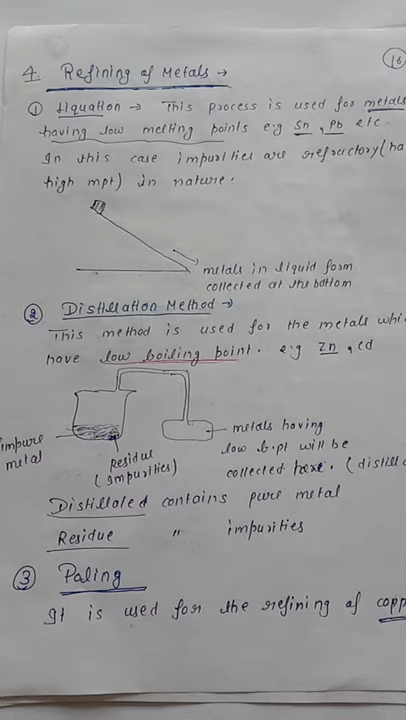 16
4. Refining of Metals →
① Liquation → This process is used for metals
having low melting points e.g Sn, Pb etc.
In this case impurities are refractory (ha
high mpt) in nature.
metals in liquid form
collected at the bottom
② Distillation Method →
This method is used for the metals whi
have low boiling point. e.g Zn, Cd
impure
metal
Residue
(Impurities)
metals having
low b.pt will be
collected here. (distill
Distillated contains pure metal
Residue " impurities
③ Paling
It is used for the refining of copp